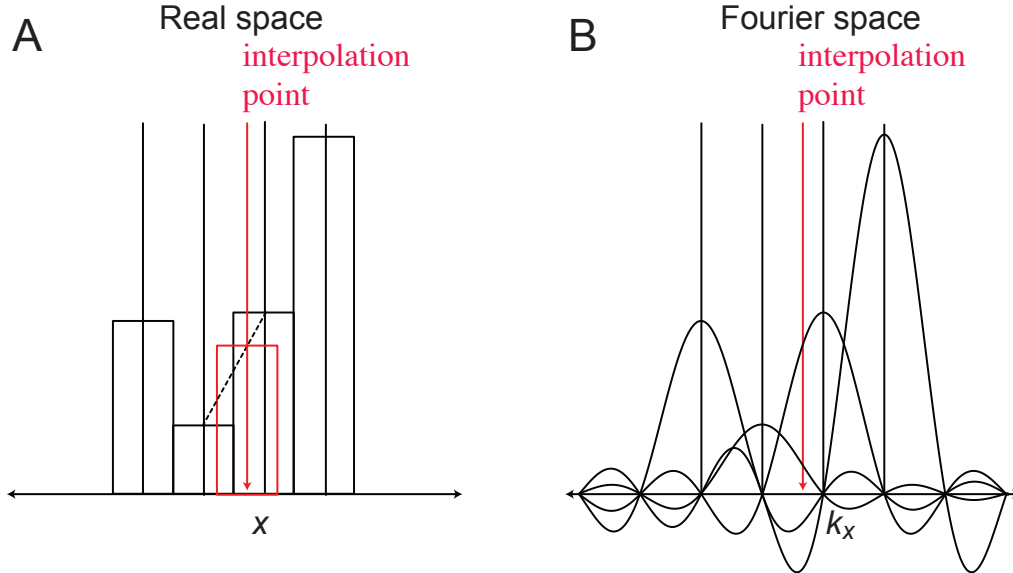 A
Real space
interpolation
point
x
B
Fourier space
interpolation
point
kx